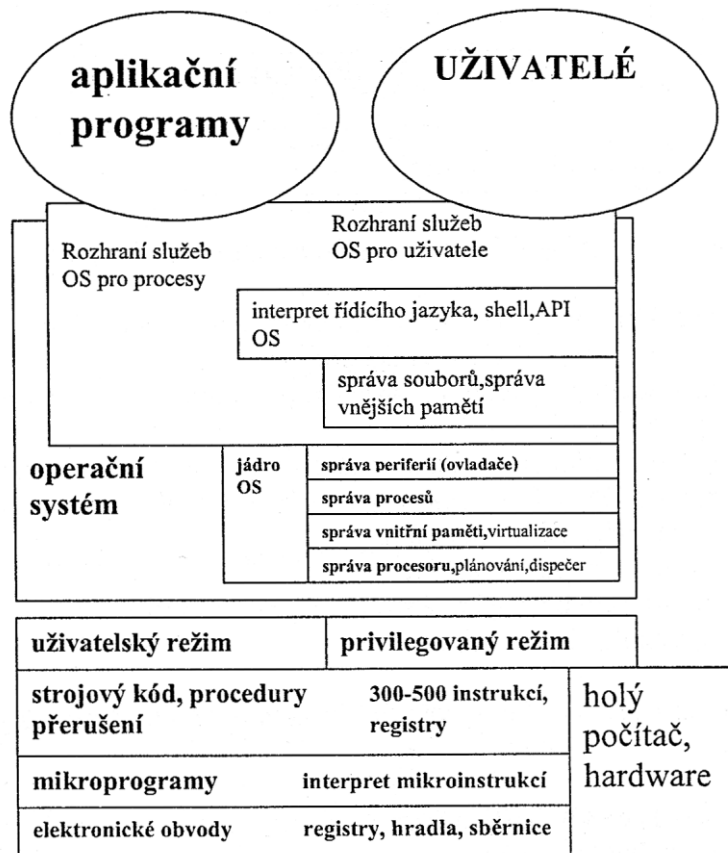 aplikační
programy
UŽIVATELÉ
Rozhraní služeb
OS pro procesy
Rozhraní služeb
OS pro uživatele
interpret řídícího jazyka, shell,API
OS
správa souborů,správa
vnějších pamětí
operační
systém
jádro
OS
správa periferií (ovladače)
správa procesů
správa vnitřní paměti,virtualizace
správa procesoru,plánování,dispečer
uživatelský režim
privilegovaný režim
strojový kód, procedury
přerušení
300-500 instrukcí,
registry
holý
počítač,
hardware
mikroprogramy
interpret mikroinstrukcí
elektronické obvody
registry, hradla, sběrnice